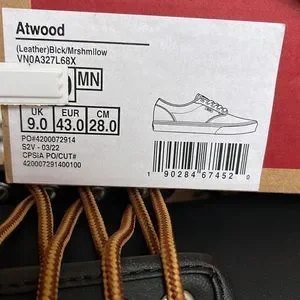 Atwood
(Leather)Blck/Mrshmllow
VN0A327L68X
MN
UK EUR CM
9.0 43.0 28.0
PO#4200072914
S2V - 03/22
CPSIA PO/CUT#
420007291400100
1 90284 67452 0